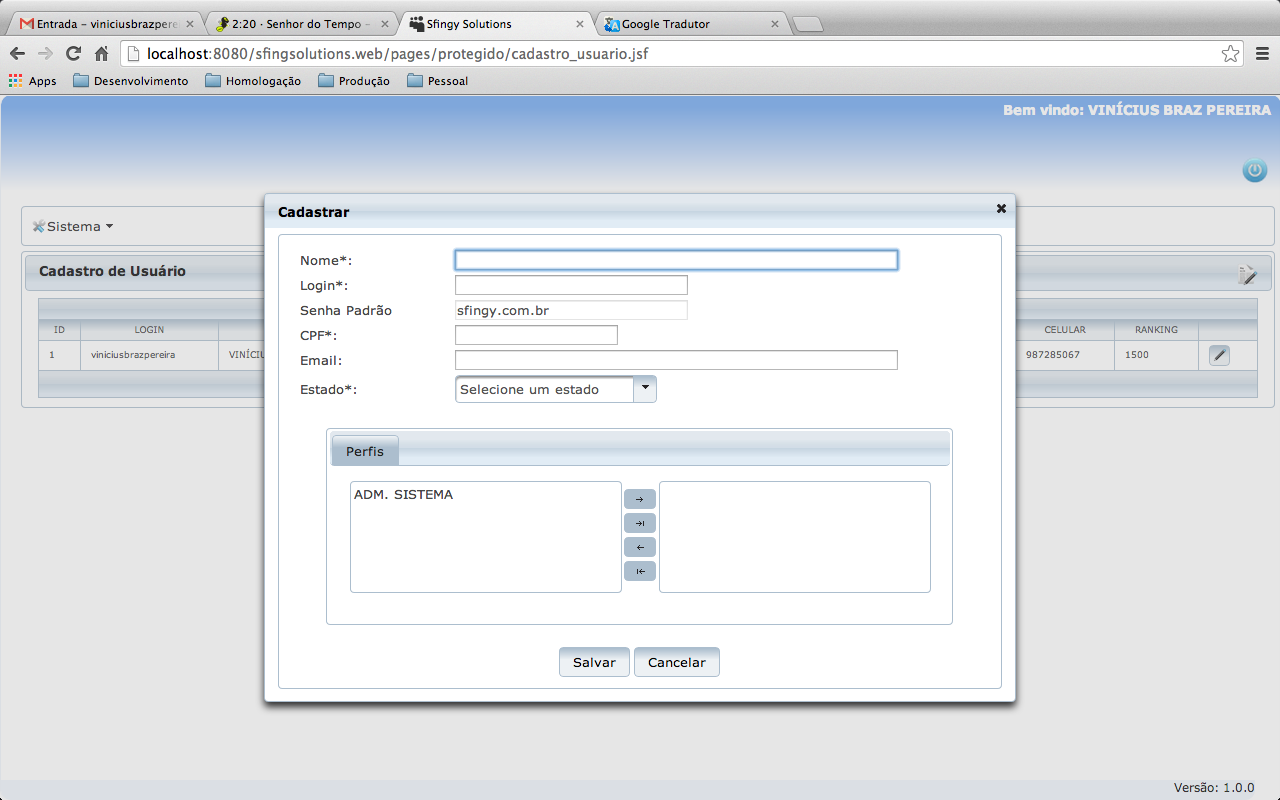 Entrada – viniciusbrazpere
2:20 · Senhor do Tempo –
Sfingy Solutions
Google Tradutor
localhost:8080/sfingsolutions.web/pages/protegido/cadastro_usuario.jsf
Apps Desenvolvimento Homologação Produção Pessoal
Bem vindo: VINÍCIUS BRAZ PEREIRA
Sistema
Cadastro de Usuário
ID LOGIN CELULAR RANKING
1 viniciusbrazpereira VINÍCIU 987285067 1500
Cadastrar
Nome*:
Login*:
Senha Padrão sfingy.com.br
CPF*:
Email:
Estado*: Selecione um estado
Perfis
ADM. SISTEMA
Salvar Cancelar
Versão: 1.0.0